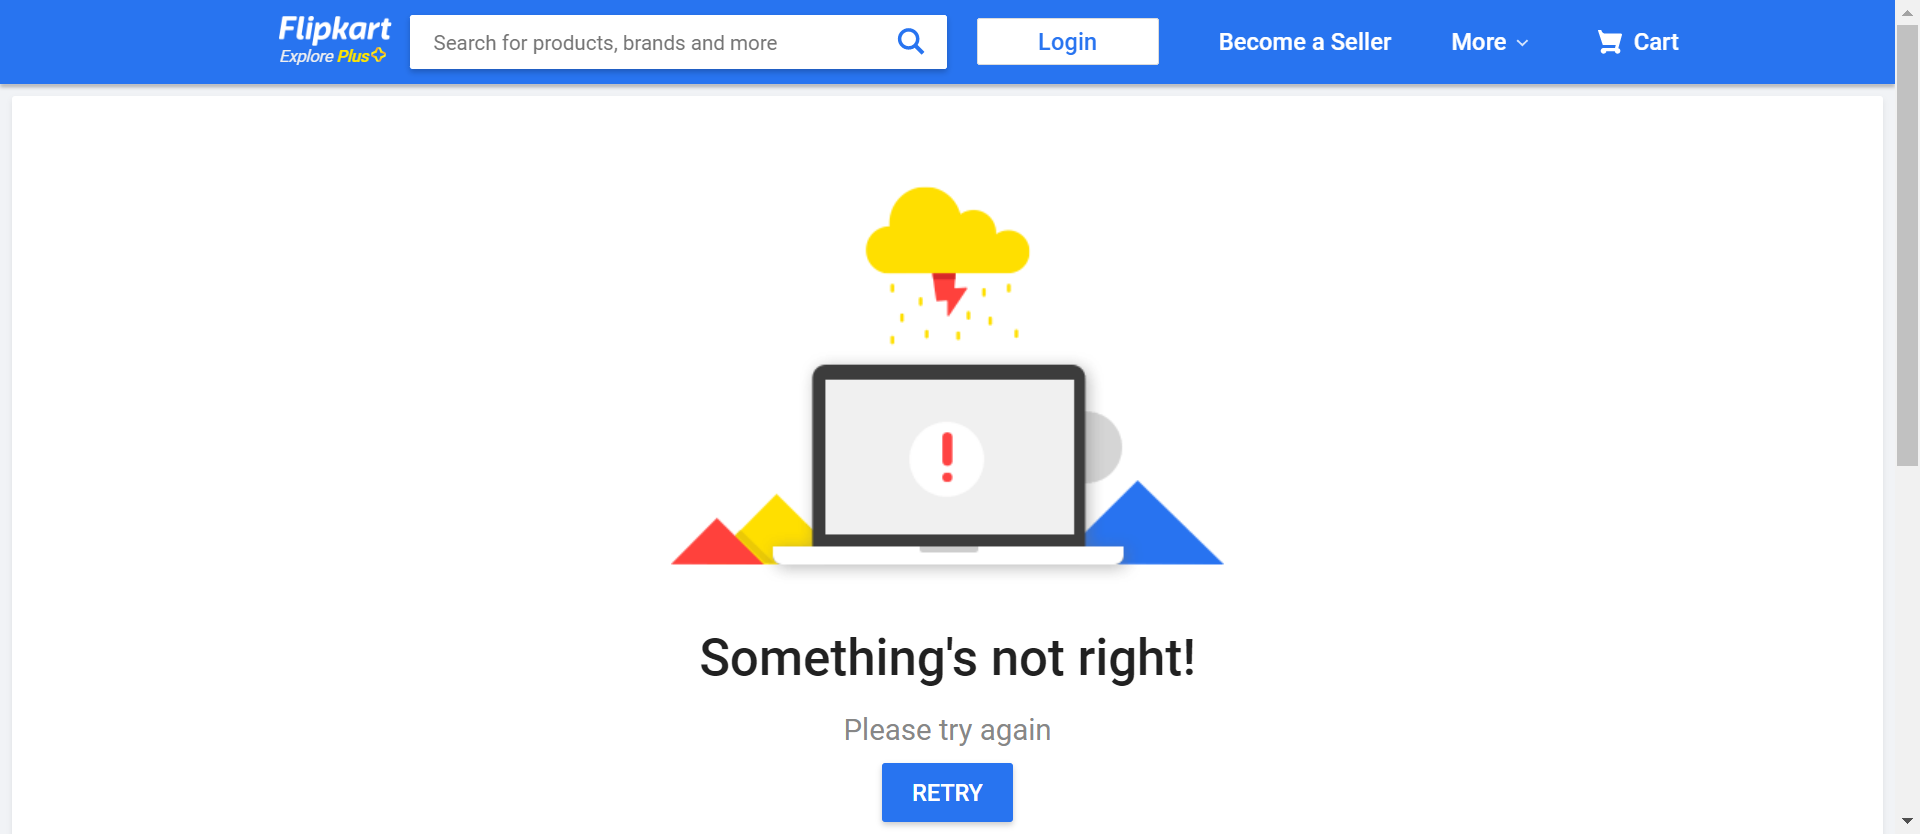 Flipkart
Explore Plus
Search for products, brands and more
Login
Become a Seller
More
Cart
Something's not right!
Please try again
RETRY